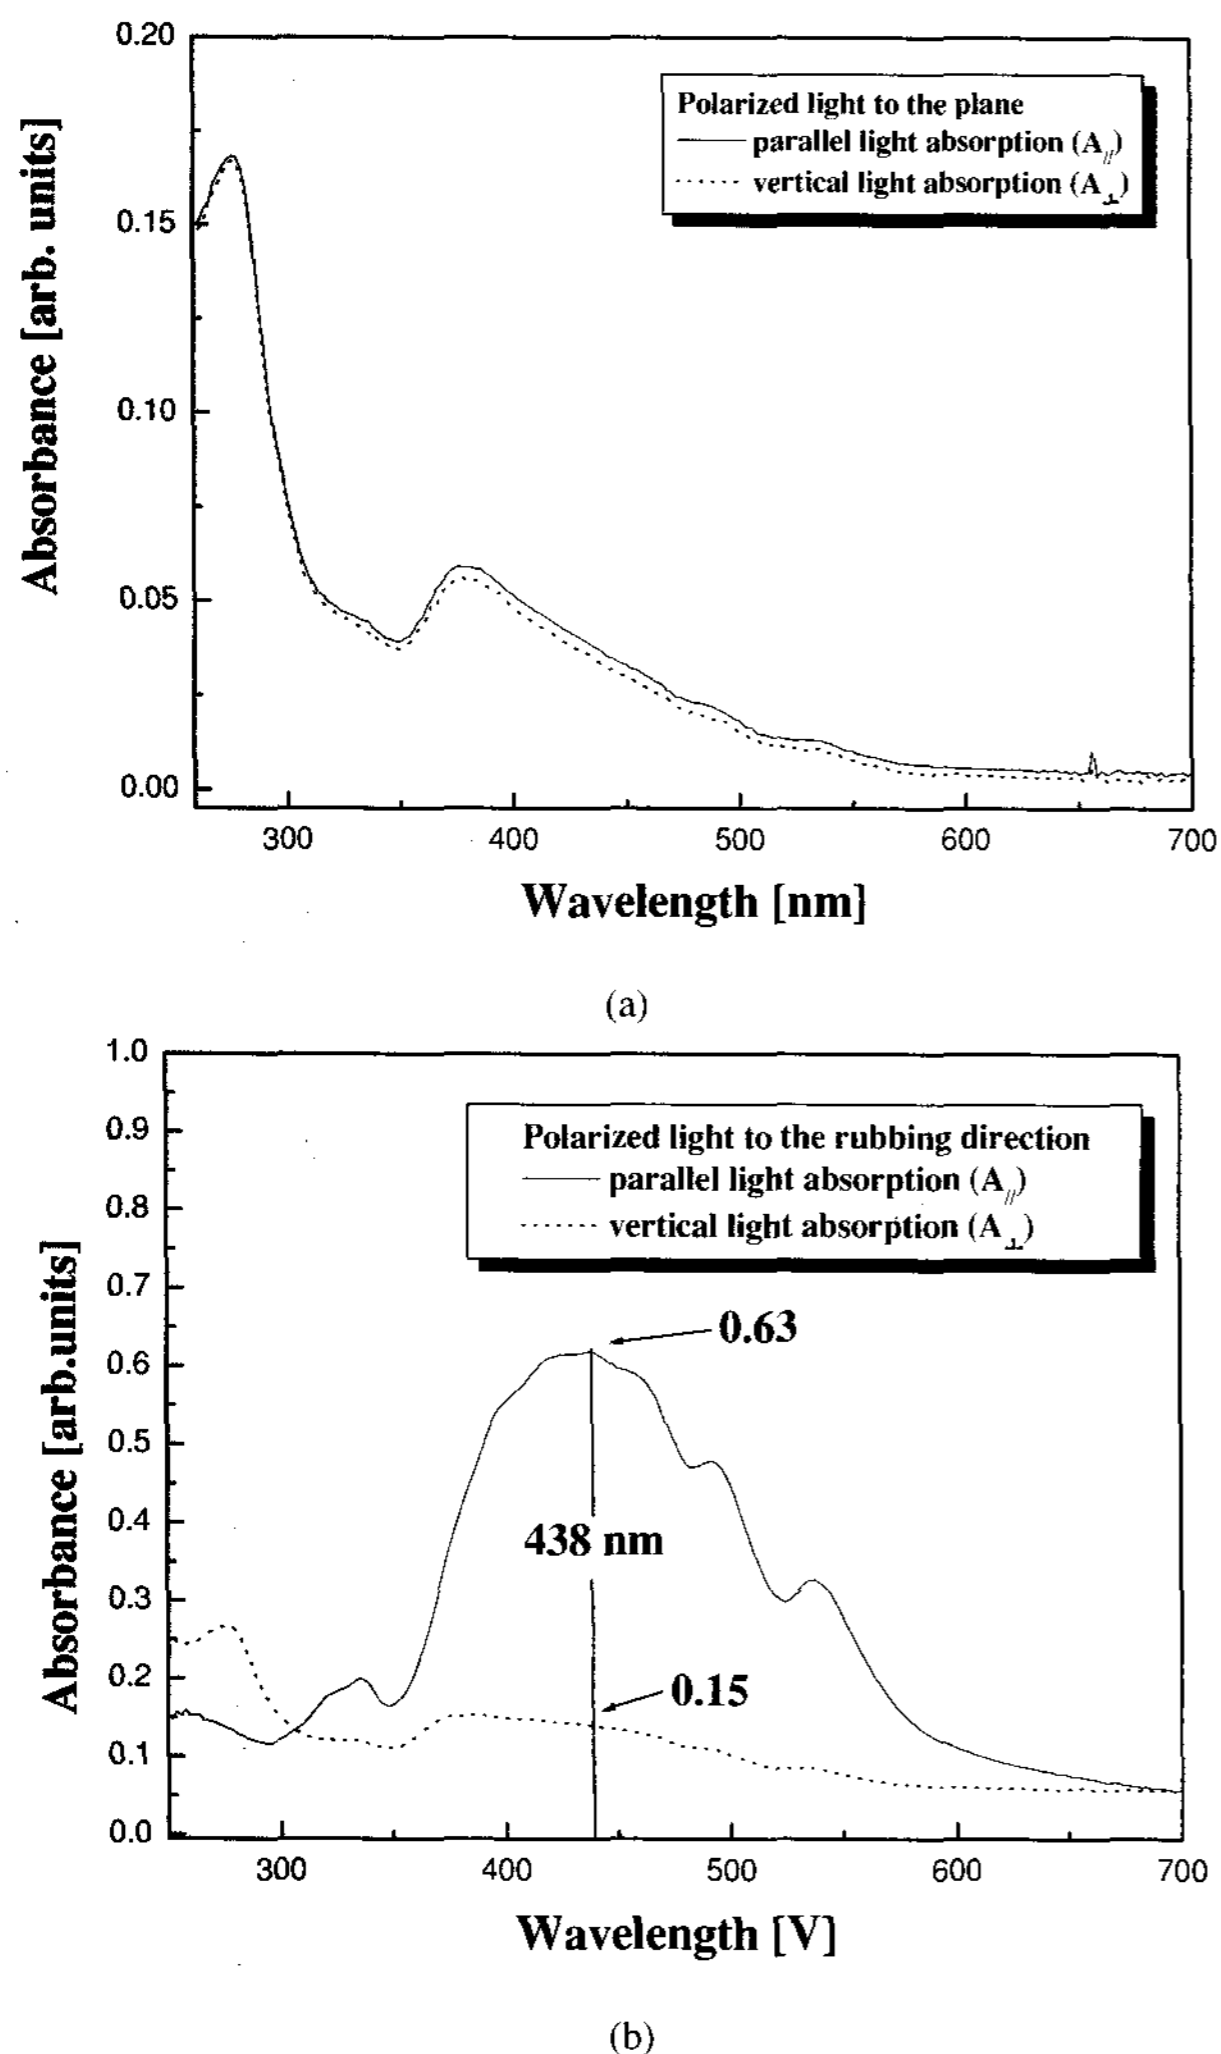 0.20
Polarized light to the plane
parallel light absorption (A//)
vertical light absorption (A⊥)
0.15
0.10
0.05
0.00
Absorbance [arb. units]
300 400 500 600 700
Wavelength [nm]
(a)
1.0
0.9
0.8
0.7
0.6
0.5
0.4
0.3
0.2
0.1
0.0
Polarized light to the rubbing direction
parallel light absorption (A//)
vertical light absorption (A⊥)
0.63
438 nm
0.15
Absorbance [arb.units]
300 400 500 600 700
Wavelength [V]
(b)